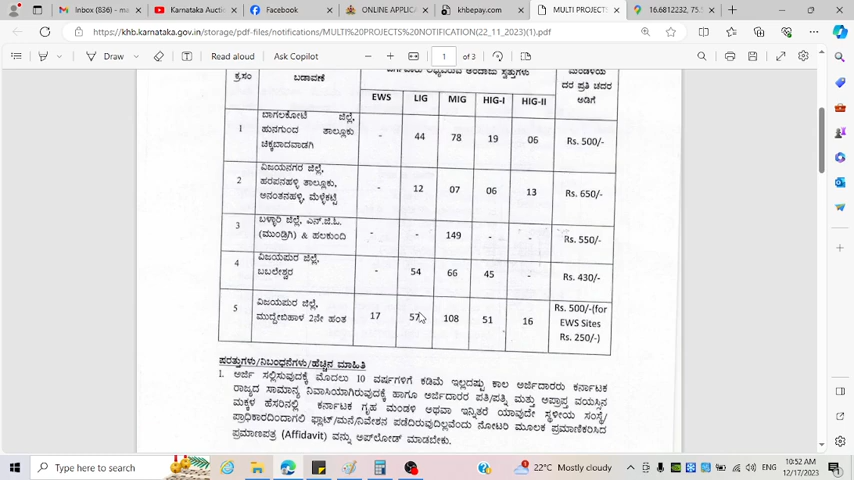 Inbox (836) - ma
Karnataka Auctio
Facebook
ONLINE APPLICA
khbepay.com
MULTI PROJECTS
16.6812232, 75.5
https://khb.karnataka.gov.in/storage/pdf-files/notifications/MULTI%20PROJECTS%20NOTIFICATION(22_11_2023)(1).pdf
Draw
Read aloud
Ask Copilot
1 of 3
ಕ್ರ.ಸಂ
ಬಡಾವಣೆ
ದರ ಪ್ರತಿ ಚದರ
ಅಡಿಗೆ
EWS LIG MIG HIG-I HIG-II
1 ಬಾಗಲಕೋಟೆ ಜಿಲ್ಲೆ,
ಹುನಗುಂದ ತಾಲ್ಲೂಕು
ಚಿಕ್ಕಬಾದವಾಡಗಿ
- 44 78 19 06 Rs. 500/-
2 ವಿಜಯನಗರ ಜಿಲ್ಲೆ,
ಹರಪನಹಳ್ಳಿ ತಾಲ್ಲೂಕು,
ಅನಂತನಹಳ್ಳಿ, ಮೆಳ್ಳೆಕಟ್ಟೆ
- 12 07 06 13 Rs. 650/-
3 ಬಳ್ಳಾರಿ ಜಿಲ್ಲೆ, ಎನ್.ಜಿ.ಓ.
(ಮುಂಡ್ರಿಗಿ) & ಹಲಕುಂದಿ
- - 149 - - Rs. 550/-
4 ವಿಜಯಪುರ ಜಿಲ್ಲೆ,
ಬಬಲೇಶ್ವರ
- 54 66 45 - Rs. 430/-
5 ವಿಜಯಪುರ ಜಿಲ್ಲೆ,
ಮುದ್ದೇಬಿಹಾಳ 2ನೇ ಹಂತ
17 57 108 51 16 Rs. 500/-(for
EWS Sites
Rs. 250/-)
ಷರತ್ತುಗಳು/ನಿಬಂಧನೆಗಳು/ಹೆಚ್ಚಿನ ಮಾಹಿತಿ
1. ಅರ್ಜಿ ಸಲ್ಲಿಸುವುದಕ್ಕೆ ಮೊದಲು 10 ವರ್ಷಗಳಿಗೆ ಕಡಿಮೆ ಇಲ್ಲದಷ್ಟು ಕಾಲ ಅರ್ಜಿದಾರರು ಕರ್ನಾಟಕ
ರಾಜ್ಯದ ಸಾಮಾನ್ಯ ನಿವಾಸಿಯಾಗಿರುವುದಕ್ಕೆ ಹಾಗೂ ಅರ್ಜಿದಾರರ ಪತಿ/ಪತ್ನಿ ಮತ್ತು ಅಪ್ರಾಪ್ತ ವಯಸ್ಸಿನ
ಮಕ್ಕಳ ಹೆಸರಿನಲ್ಲಿ ಕರ್ನಾಟಕ ಗೃಹ ಮಂಡಳಿ ಅಥವಾ ಇನ್ನಿತರೆ ಯಾವುದೇ ಸ್ಥಳೀಯ ಸಂಸ್ಥೆ/
ಪ್ರಾಧಿಕಾರದಿಂದಾಗಲಿ ಫ್ಲಾಟ್/ಮನೆ/ನಿವೇಶನ ಪಡೆದಿರುವುದಿಲ್ಲವೆಂದು ನೋಟರಿ ಮೂಲಕ ಪ್ರಮಾಣಿಕರಿಸಿದ
ಪ್ರಮಾಣಪತ್ರ (Affidavit) ವನ್ನು ಅಪ್‌ಲೋಡ್ ಮಾಡಬೇಕು.
Type here to search
22°C Mostly cloudy
ENG
10:52 AM
12/17/2023